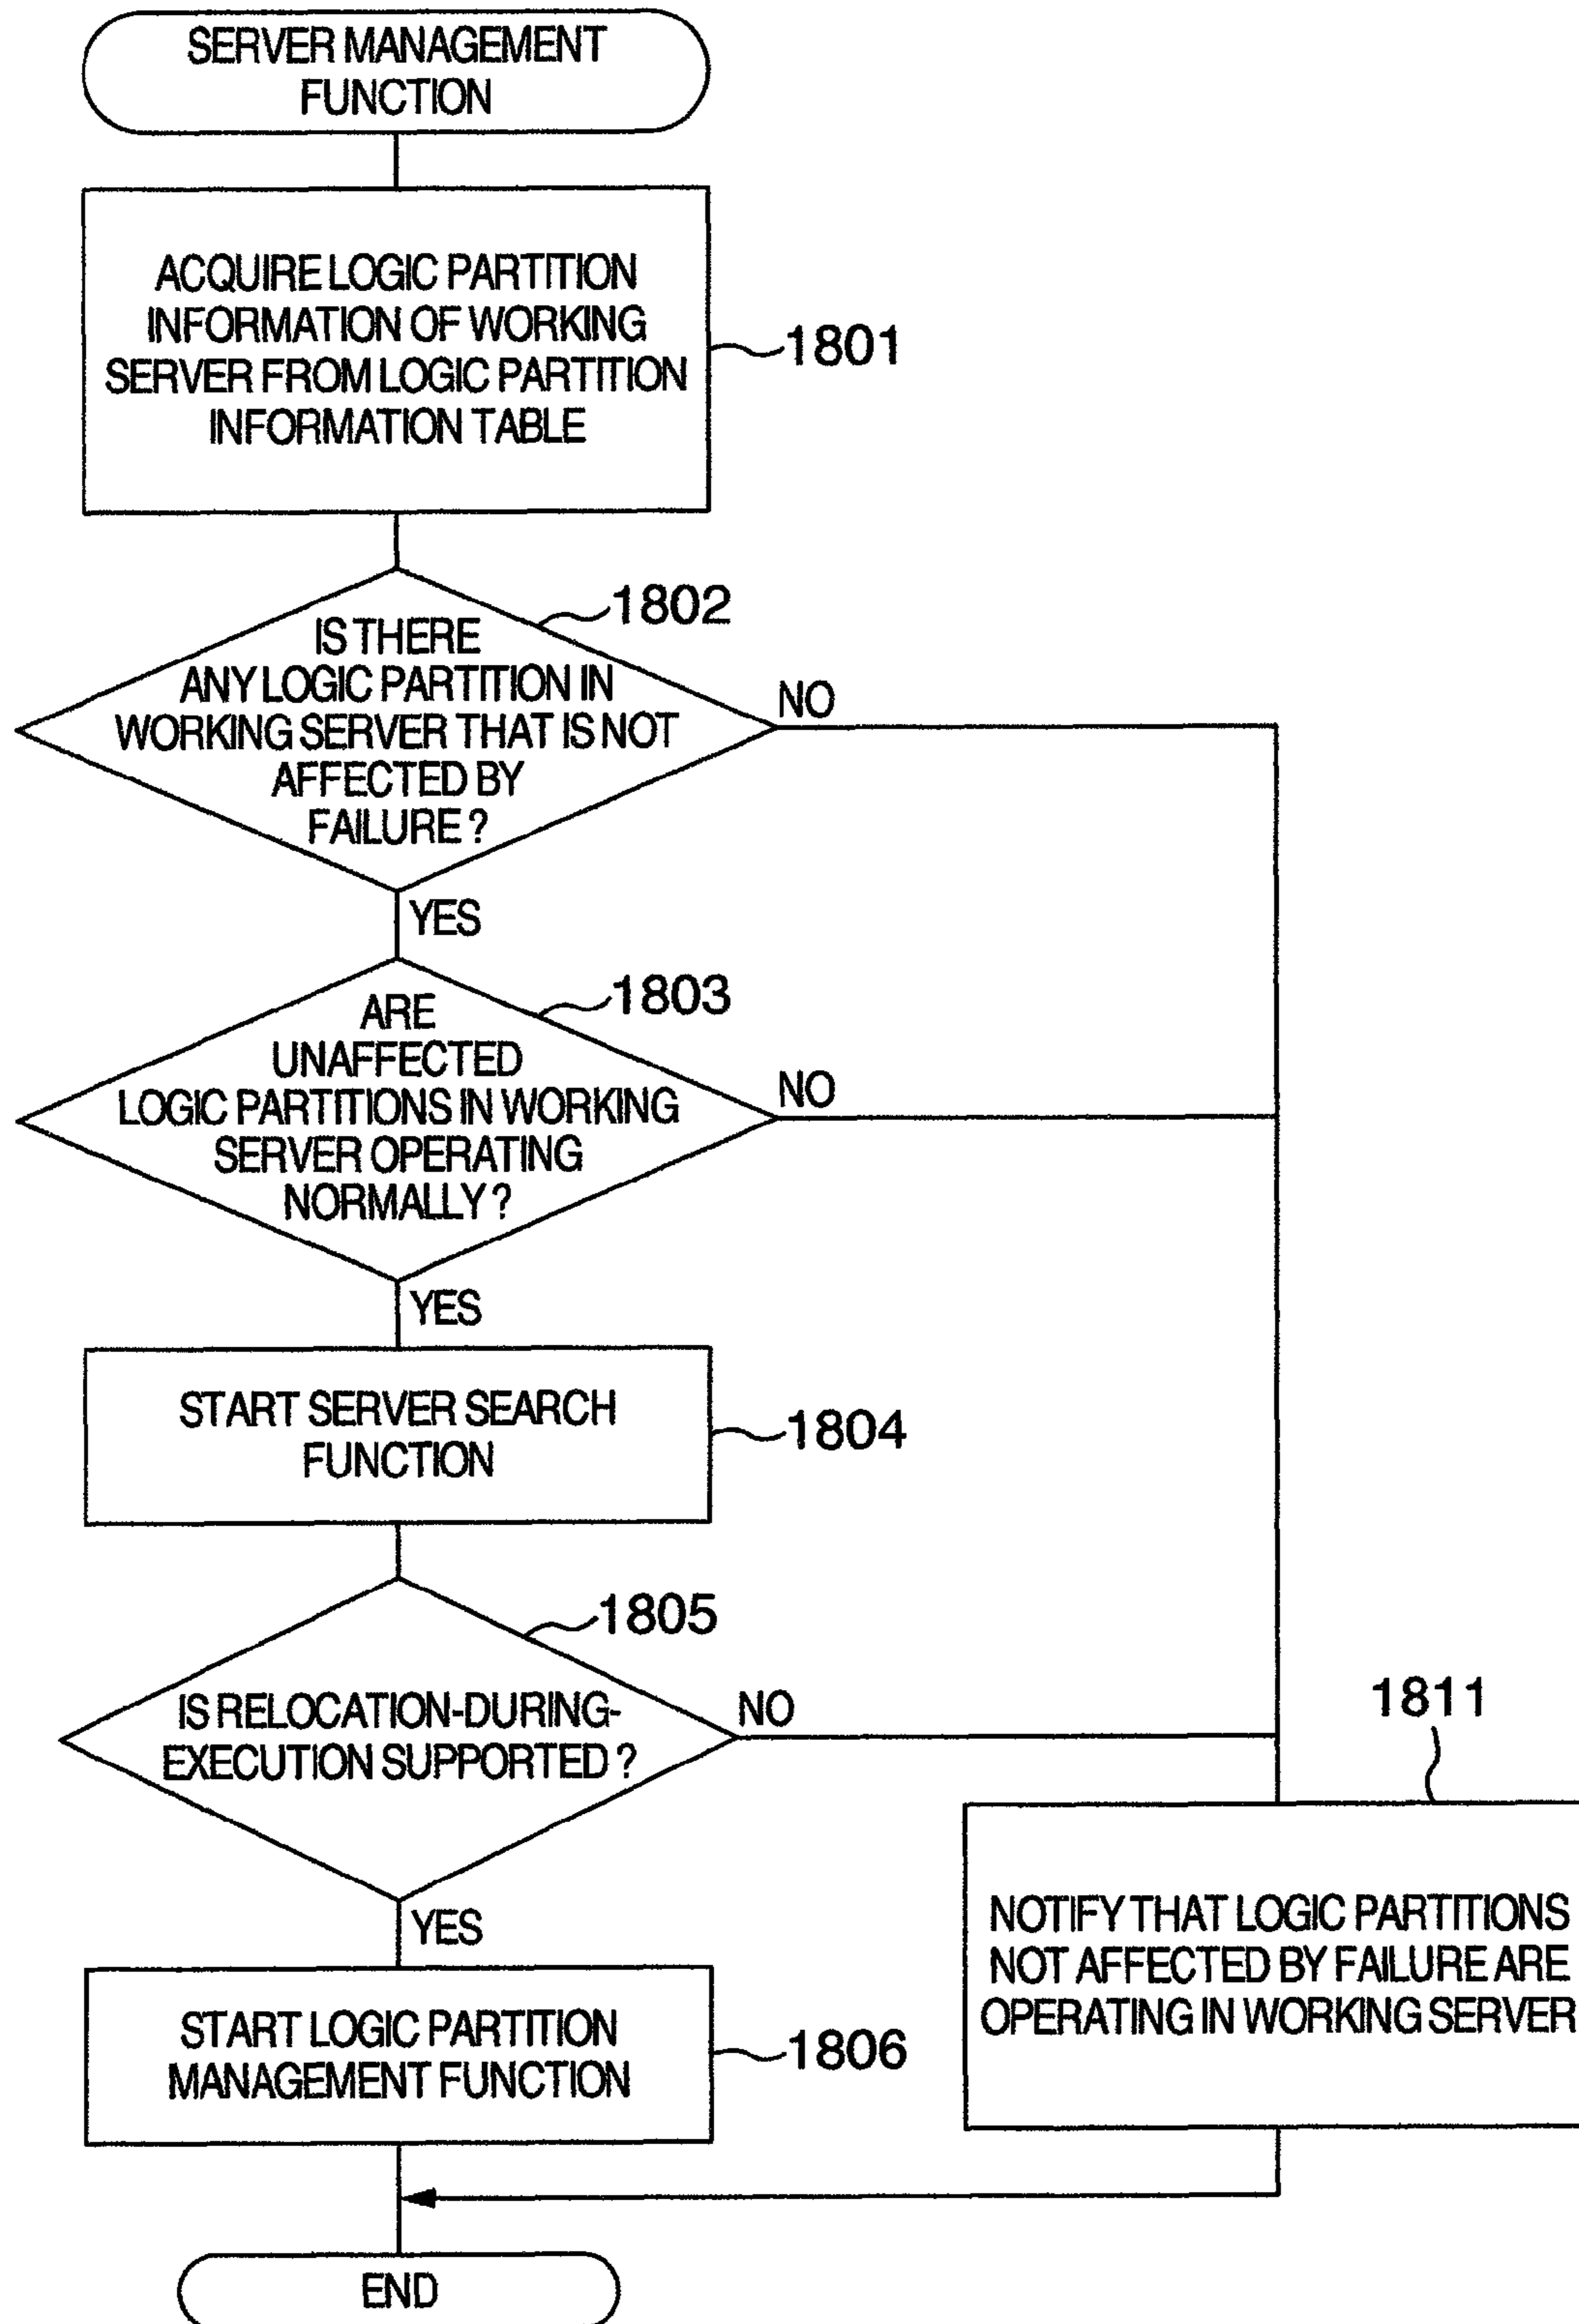 SERVER MANAGEMENT
FUNCTION
ACQUIRE LOGIC PARTITION
INFORMATION OF WORKING
SERVER FROM LOGIC PARTITION
INFORMATION TABLE
1801
1802
IS THERE
ANY LOGIC PARTITION IN
WORKING SERVER THAT IS NOT
AFFECTED BY
FAILURE ?
NO
YES
1803
ARE
UNAFFECTED
LOGIC PARTITIONS IN WORKING
SERVER OPERATING
NORMALLY ?
NO
YES
START SERVER SEARCH
FUNCTION
1804
1805
IS RELOCATION-DURING-
EXECUTION SUPPORTED ?
NO
YES
1811
NOTIFY THAT LOGIC PARTITIONS
NOT AFFECTED BY FAILURE ARE
OPERATING IN WORKING SERVER
START LOGIC PARTITION
MANAGEMENT FUNCTION
1806
END